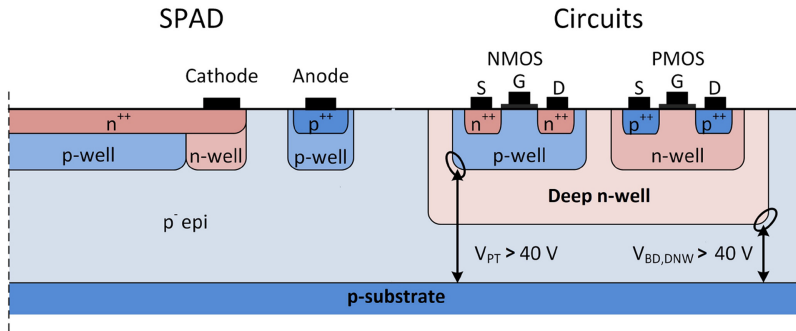 SPAD
Circuits
NMOS
PMOS
Cathode
Anode
S
G
D
S
G
D
n++
p++
n++
n++
p++
p++
p-well
n-well
p-well
p-well
n-well
Deep n-well
p- epi
VPT > 40 V
VBD,DNW > 40 V
p-substrate